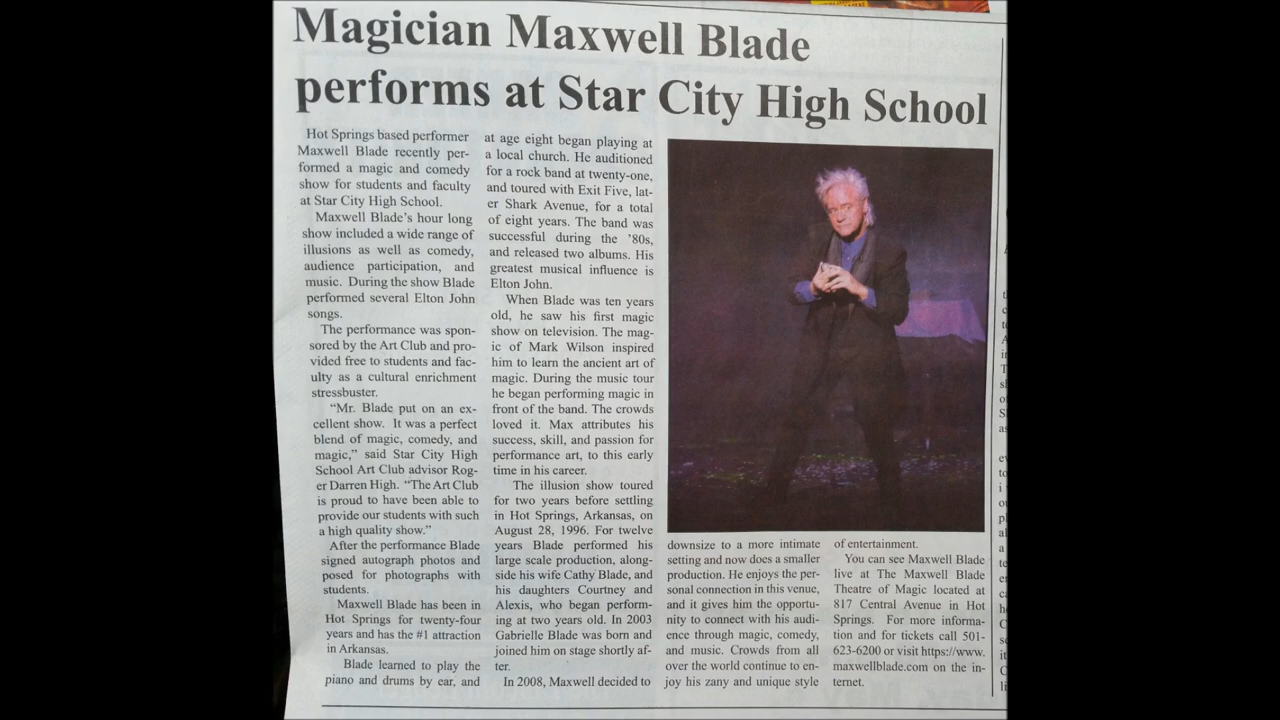 Magician Maxwell Blade
performs at Star City High School
Hot Springs based performer
Maxwell Blade recently per-
formed a magic and comedy
show for students and faculty
at Star City High School.
Maxwell Blade's hour long
show included a wide range of
illusions as well as comedy,
audience participation, and
music. During the show Blade
performed several Elton John
songs.
The performance was spon-
sored by the Art Club and pro-
vided free to students and fac-
ulty as a cultural enrichment
stressbuster.
“Mr. Blade put on an ex-
cellent show. It was a perfect
blend of magic, comedy, and
magic,” said Star City High
School Art Club advisor Rog-
er Darren High. “The Art Club
is proud to have been able to
provide our students with such
a high quality show.”
After the performance Blade
signed autograph photos and
posed for photographs with
students.
Maxwell Blade has been in
Hot Springs for twenty-four
years and has the #1 attraction
in Arkansas.
Blade learned to play the
piano and drums by ear, and
at age eight began playing at
a local church. He auditioned
for a rock band at twenty-one,
and toured with Exit Five, lat-
er Shark Avenue, for a total
of eight years. The band was
successful during the '80s,
and released two albums. His
greatest musical influence is
Elton John.
When Blade was ten years
old, he saw his first magic
show on television. The mag-
ic of Mark Wilson inspired
him to learn the ancient art of
magic. During the music tour
he began performing magic in
front of the band. The crowds
loved it. Max attributes his
success, skill, and passion for
performance art, to this early
time in his career.
The illusion show toured
for two years before settling
in Hot Springs, Arkansas, on
August 28, 1996. For twelve
years Blade performed his
large scale production, along-
side his wife Cathy Blade, and
his daughters Courtney and
Alexis, who began perform-
ing at two years old. In 2003
Gabrielle Blade was born and
joined him on stage shortly af-
ter.
In 2008, Maxwell decided to
downsize to a more intimate
setting and now does a smaller
production. He enjoys the per-
sonal connection in this venue,
and it gives him the opportu-
nity to connect with his audi-
ence through magic, comedy,
and music. Crowds from all
over the world continue to en-
joy his zany and unique style
of entertainment.
You can see Maxwell Blade
live at The Maxwell Blade
Theatre of Magic located at
817 Central Avenue in Hot
Springs. For more informa-
tion and for tickets call 501-
623-6200 or visit https://www.
maxwellblade.com on the in-
ternet.